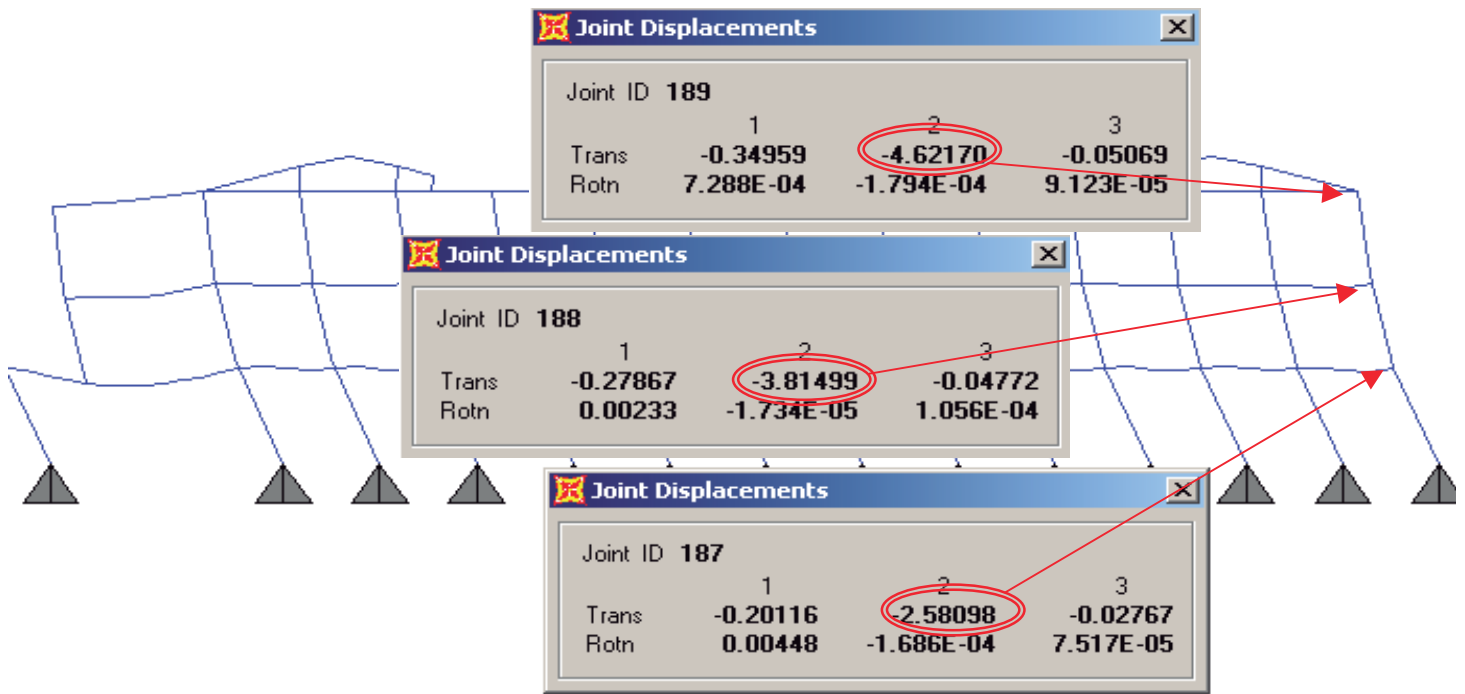 Joint Displacements
Joint ID 189
1 2 3
Trans -0.34959 -4.62170 -0.05069
Rotn 7.288E-04 -1.794E-04 9.123E-05
Joint Displacements
Joint ID 188
1 2 3
Trans -0.27867 -3.81499 -0.04772
Rotn 0.00233 -1.734E-05 1.056E-04
Joint Displacements
Joint ID 187
1 2 3
Trans -0.20116 -2.58098 -0.02767
Rotn 0.00448 -1.686E-04 7.517E-05